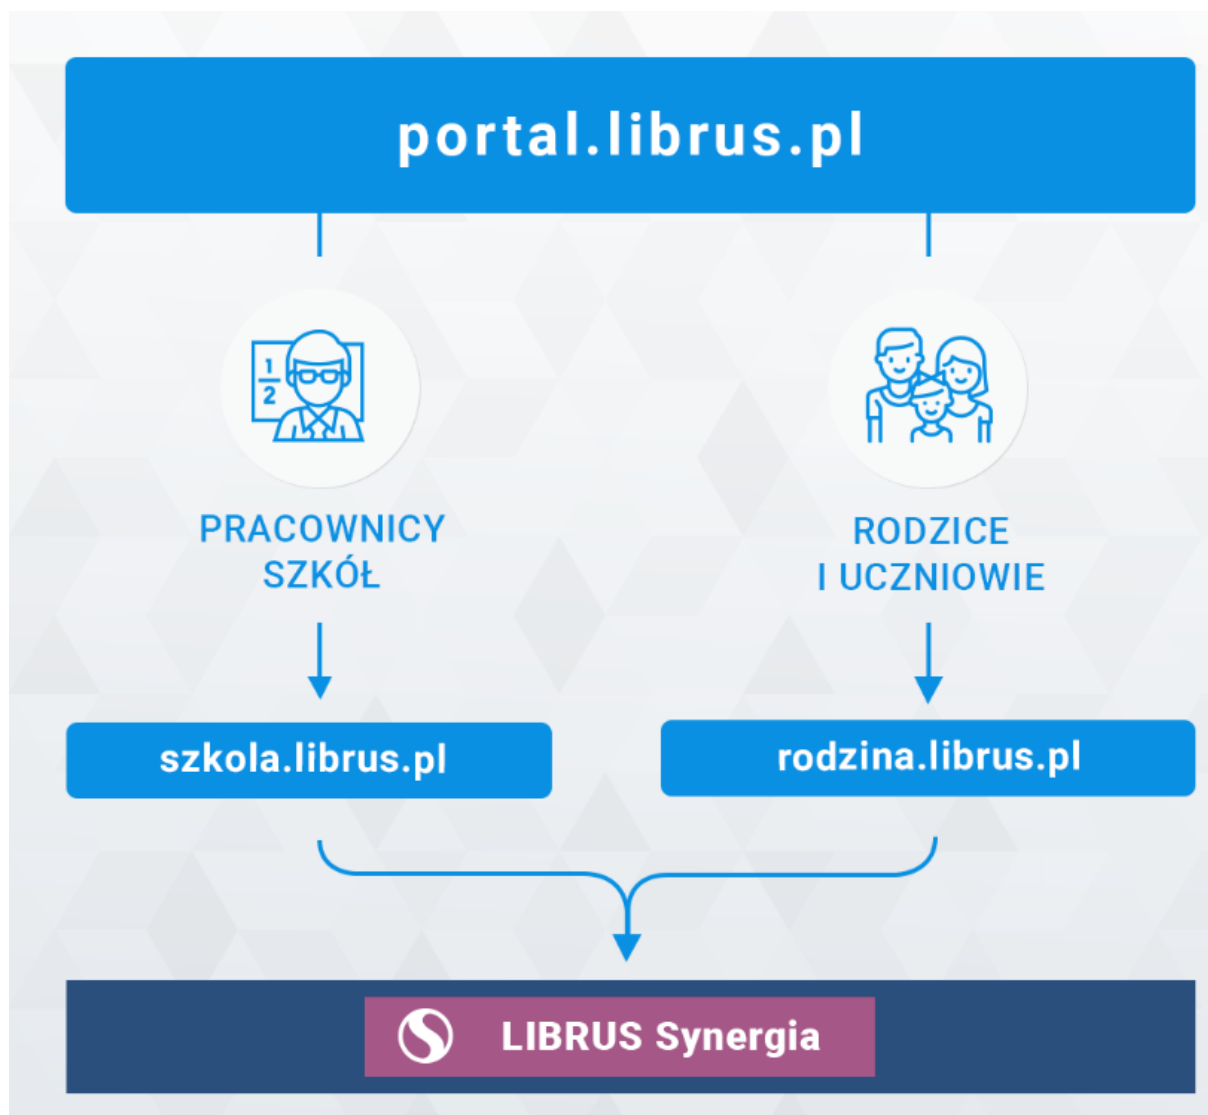 portal.librus.pl
1
2
PRACOWNICY
SZKÓŁ
RODZICE
I UCZNIOWIE
szkola.librus.pl
rodzina.librus.pl
LIBRUS Synergia